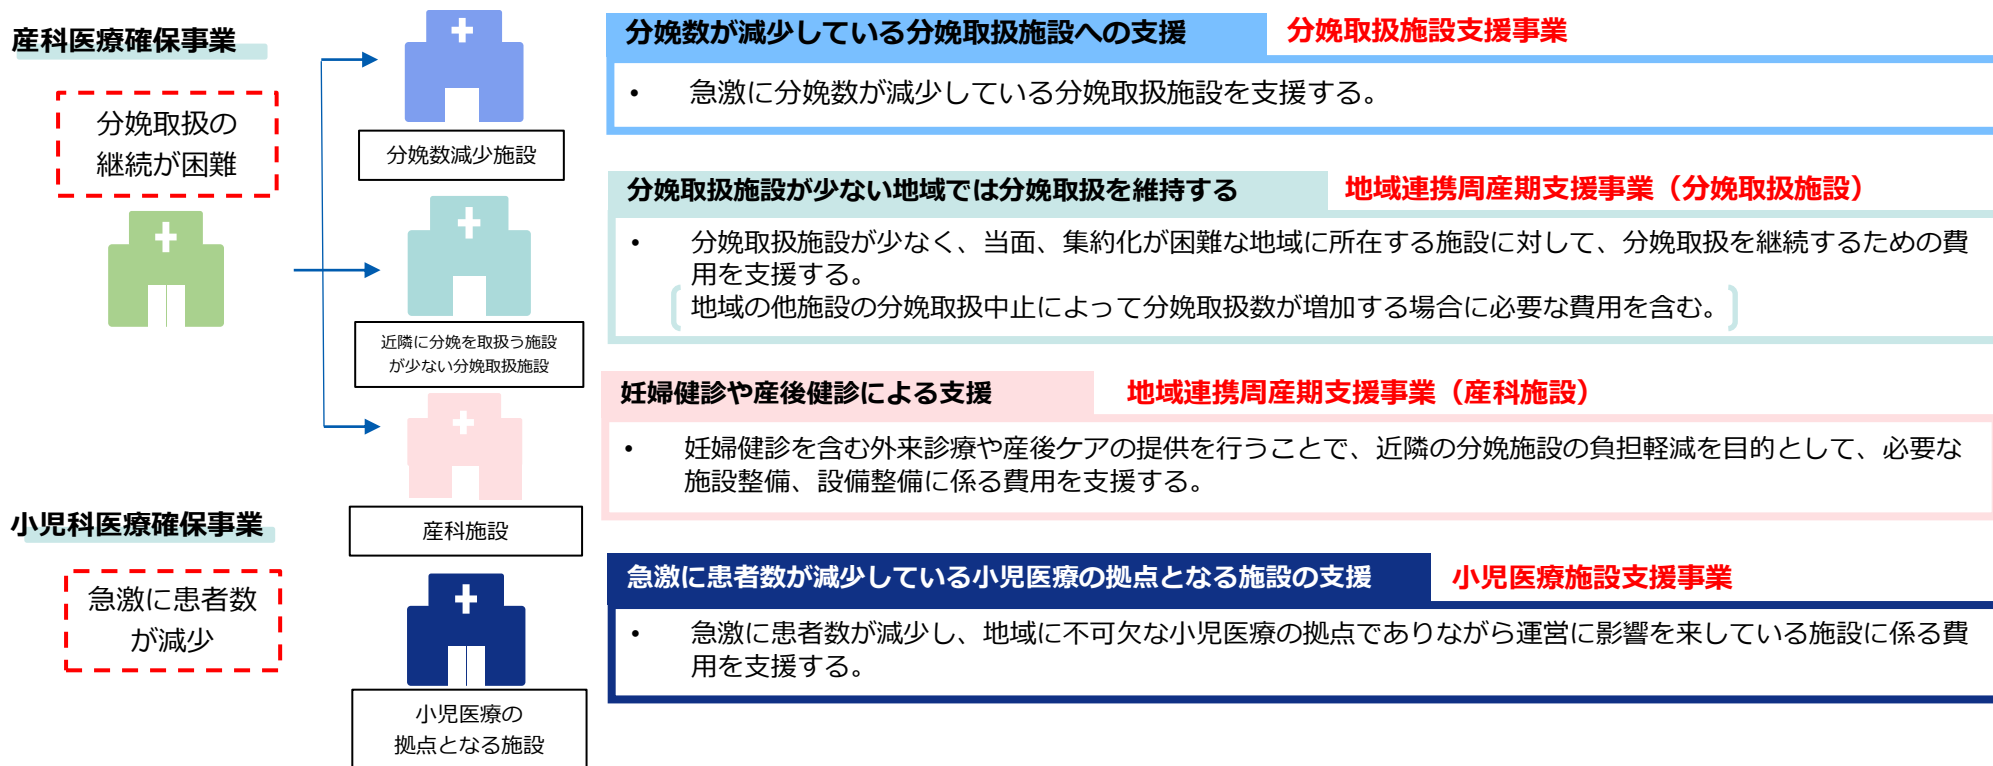 産科医療確保事業
分娩取扱の
継続が困難
分娩数減少施設
近隣に分娩を取扱う施設
が少ない分娩取扱施設
産科施設
分娩数が減少している分娩取扱施設への支援
分娩取扱施設支援事業
• 急激に分娩数が減少している分娩取扱施設を支援する。
分娩取扱施設が少ない地域では分娩取扱を維持する
地域連携周産期支援事業（分娩取扱施設）
• 分娩取扱施設が少なく、当面、集約化が困難な地域に所在する施設に対して、分娩取扱を継続するための費
用を支援する。
地域の他施設の分娩取扱中止によって分娩取扱数が増加する場合に必要な費用を含む。
妊婦健診や産後健診による支援
地域連携周産期支援事業（産科施設）
• 妊婦健診を含む外来診療や産後ケアの提供を行うことで、近隣の分娩施設の負担軽減を目的として、必要な
施設整備、設備整備に係る費用を支援する。
小児科医療確保事業
急激に患者数
が減少
小児医療の
拠点となる施設
急激に患者数が減少している小児医療の拠点となる施設の支援
小児医療施設支援事業
• 急激に患者数が減少し、地域に不可欠な小児医療の拠点でありながら運営に影響を来している施設に係る費
用を支援する。